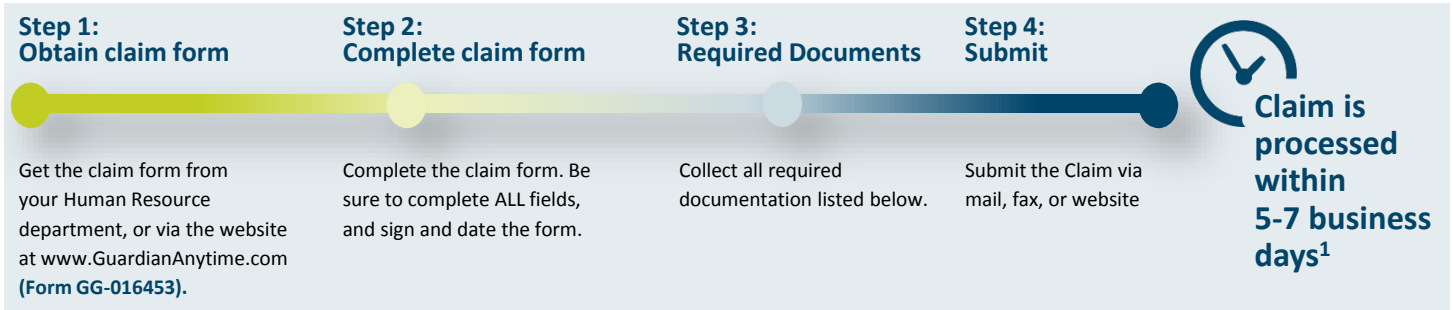 Step 1:
Obtain claim form
Get the claim form from
your Human Resource
department, or via the website
at www.GuardianAnytime.com
(Form GG-016453).
Step 2:
Complete claim form
Complete the claim form. Be
sure to complete ALL fields,
and sign and date the form.
Step 3:
Required Documents
Collect all required
documentation listed below.
Step 4:
Submit
Submit the Claim via
mail, fax, or website
Claim is
processed
within
5-7 business
days¹